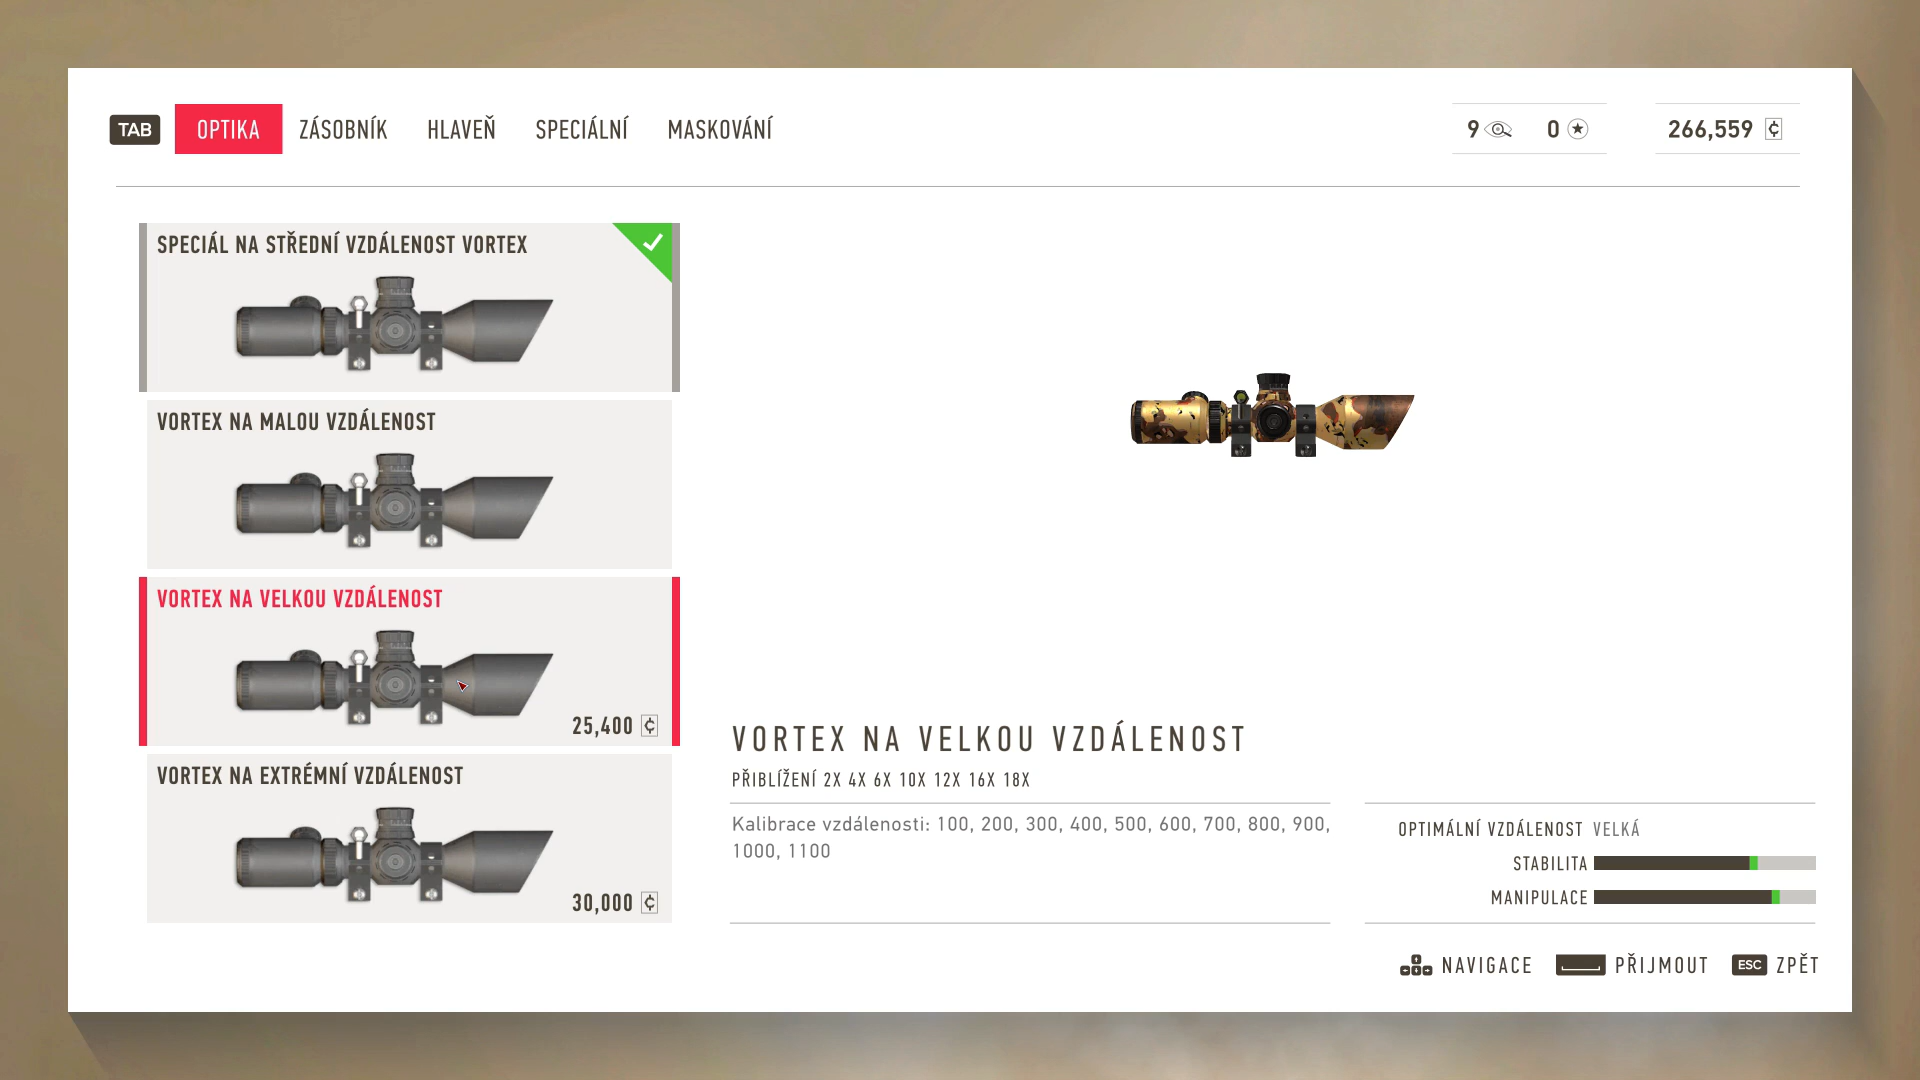 TAB OPTIKA ZÁSOBNÍK HLAVEŇ SPECIÁLNÍ MASKOVÁNÍ 9 0 266,559
SPECIÁL NA STŘEDNÍ VZDÁLENOST VORTEX
VORTEX NA MALOU VZDÁLENOST
VORTEX NA VELKOU VZDÁLENOST
25,400
VORTEX NA EXTRÉMNÍ VZDÁLENOST
30,000
VORTEX NA VELKOU VZDÁLENOST
PŘIBLÍŽENÍ 2X 4X 6X 10X 12X 16X 18X
Kalibrace vzdálenosti: 100, 200, 300, 400, 500, 600, 700, 800, 900,
1000, 1100
OPTIMÁLNÍ VZDÁLENOST VELKÁ
STABILITA
MANIPULACE
NAVIGACE PŘIJMOUT ESC ZPĚT